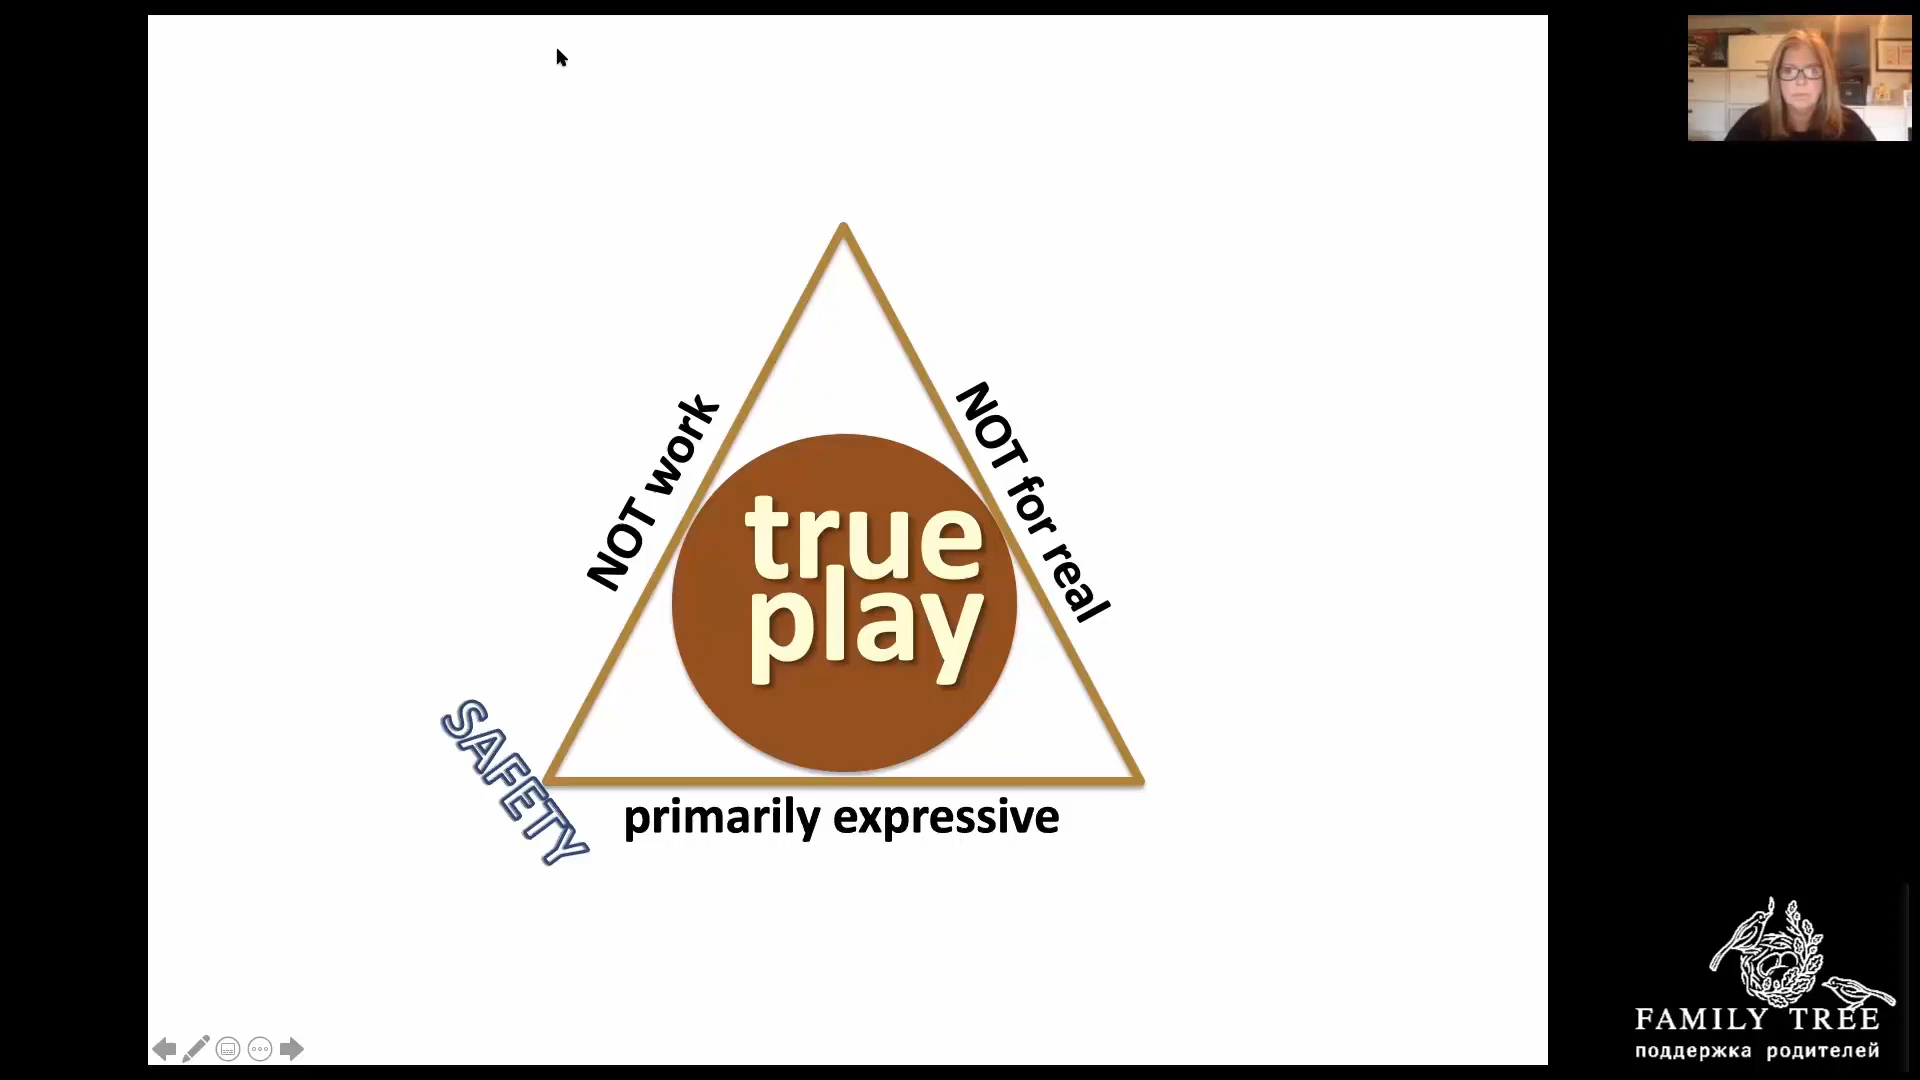 NOT work
NOT for real
true
play
SAFETY
primarily expressive
FAMILY TREE
поддержка родителей